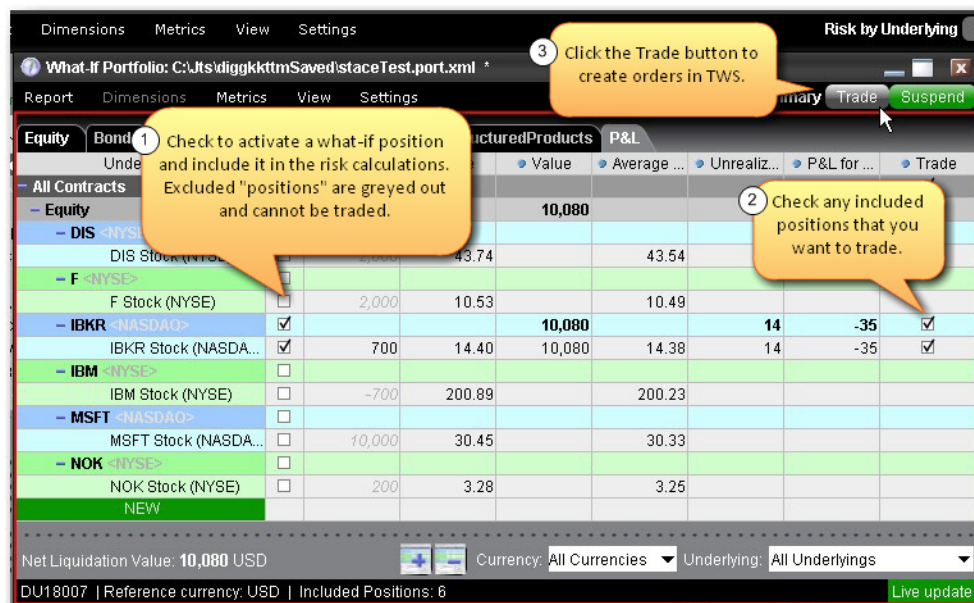 Dimensions Metrics View Settings Risk by Underlying
What-If Portfolio: C:\Jts\diggkkttmSaved\staceTest.port.xml *
3 Click the Trade button to
create orders in TWS.
Report Dimensions Metrics View Settings Trade Suspend
Equity P&L
1 Check to activate a what-if position
and include it in the risk calculations.
Excluded "positions" are greyed out
and cannot be traded.
Value Average ... Unrealiz... P&L for ... Trade
– All Contracts
– Equity 10,080
2 Check any included
positions that you
want to trade.
– DIS
DIS Stock (NYSE) 43.74 43.54
– F <NYSE>
F Stock (NYSE) 2,000 10.53 10.49
– IBKR <NASDAQ> 10,080 14 -35
IBKR Stock (NASDA... 700 14.40 10,080 14.38 14 -35
– IBM <NYSE>
IBM Stock (NYSE) -700 200.89 200.23
– MSFT <NASDAQ>
MSFT Stock (NASDA... 10,000 30.45 30.33
– NOK <NYSE>
NOK Stock (NYSE) 200 3.28 3.25
NEW
Net Liquidation Value: 10,080 USD Currency: All Currencies Underlying: All Underlyings
DU18007 | Reference currency: USD | Included Positions: 6 Live update